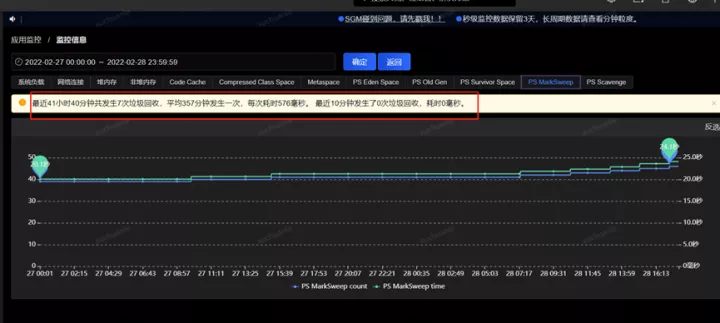 SGM碰到问题，请先戳我！！ 秒级监控数据保留3天，长周期数据请查看分钟粒度。
应用监控 / 监控信息
2022-02-27 00:00:00 ~ 2022-02-28 23:59:59 确定 返回
系统负载 网络连接 堆内存 非堆内存 Code Cache Compressed Class Space Metaspace PS Eden Space PS Old Gen PS Survivor Space PS MarkSweep PS Scavenge
最近41小时40分钟共发生7次垃圾回收，平均357分钟发生一次，每次耗时576毫秒。 最近10分钟发生了0次垃圾回收，耗时0毫秒。
反选
24.1秒
20.1秒
50 25.0秒
40 20.0秒
30 15.0秒
20 10.0秒
10 5.0秒
0 0毫秒
27 00:01 27 02:15 27 04:29 27 06:43 27 08:57 27 11:11 27 13:25 27 15:39 27 17:53 27 20:07 27 22:21 28 00:35 28 02:49 28 05:03 28 07:17 28 09:31 28 11:45 28 13:59 28 16:13
PS MarkSweep count PS MarkSweep time